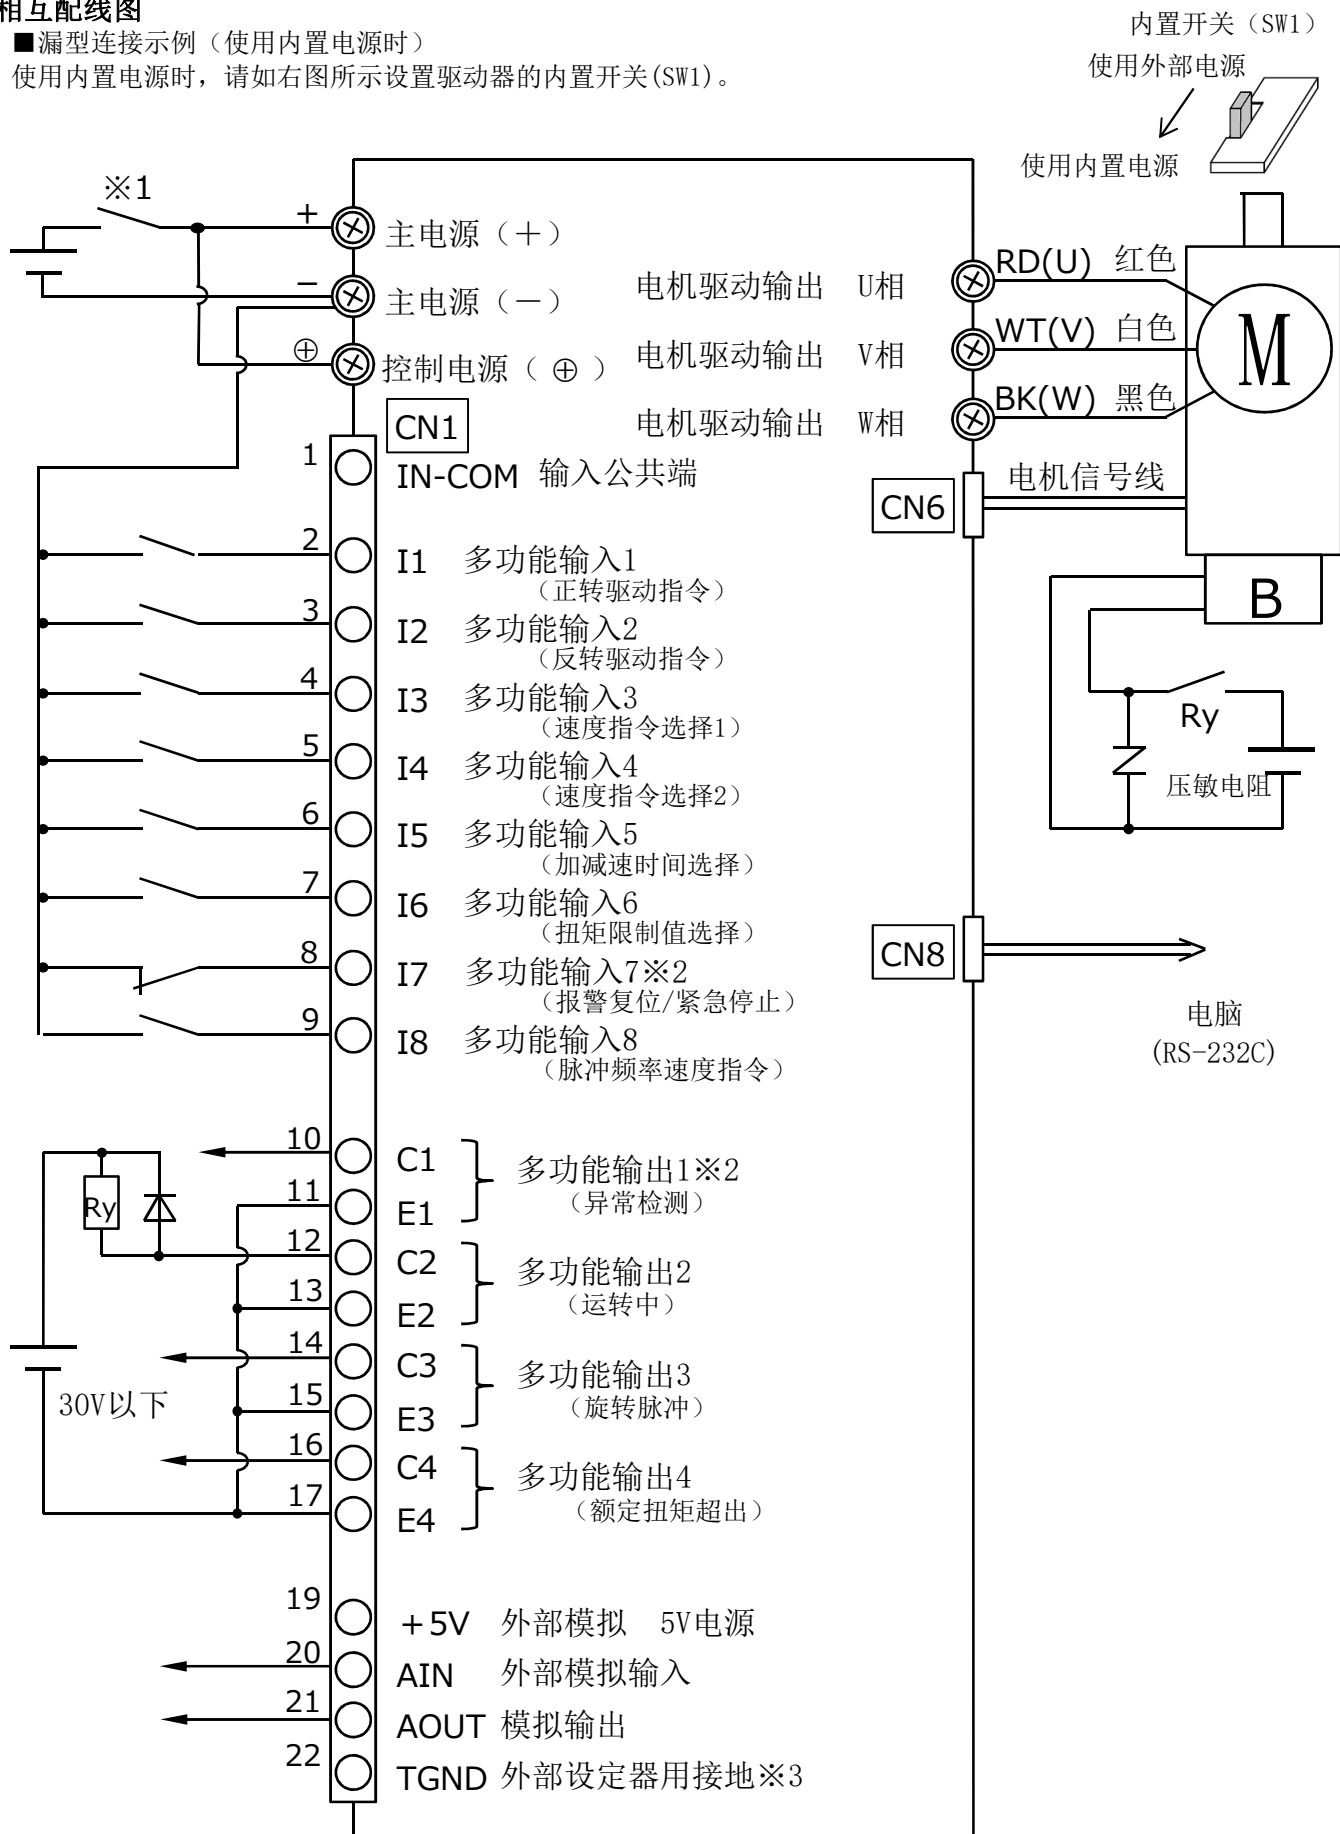 相互配线图
■漏型连接示例（使用内置电源时）
使用内置电源时，请如右图所示设置驱动器的内置开关(SW1)。
内置开关（SW1）
使用外部电源
使用内置电源
※1
+ 主电源（＋）
− 主电源（－）
⊕ 控制电源（ ⊕ ）
电机驱动输出 U相 RD(U) 红色
电机驱动输出 V相 WT(V) 白色
电机驱动输出 W相 BK(W) 黑色
M
CN1
CN6 电机信号线
B
Ry
压敏电阻
CN8
电脑
(RS-232C)
1 IN-COM 输入公共端
2 I1 多功能输入1
（正转驱动指令）
3 I2 多功能输入2
（反转驱动指令）
4 I3 多功能输入3
（速度指令选择1）
5 I4 多功能输入4
（速度指令选择2）
6 I5 多功能输入5
（加减速时间选择）
7 I6 多功能输入6
（扭矩限制值选择）
8 I7 多功能输入7※2
（报警复位/紧急停止）
9 I8 多功能输入8
（脉冲频率速度指令）
10 C1
多功能输出1※2
（异常检测）
11 E1
Ry
12 C2
多功能输出2
（运转中）
13 E2
14 C3
多功能输出3
（旋转脉冲）
15 E3
30V以下
16 C4
多功能输出4
（额定扭矩超出）
17 E4
19 +5V 外部模拟 5V电源
20 AIN 外部模拟输入
21 AOUT 模拟输出
22 TGND 外部设定器用接地※3